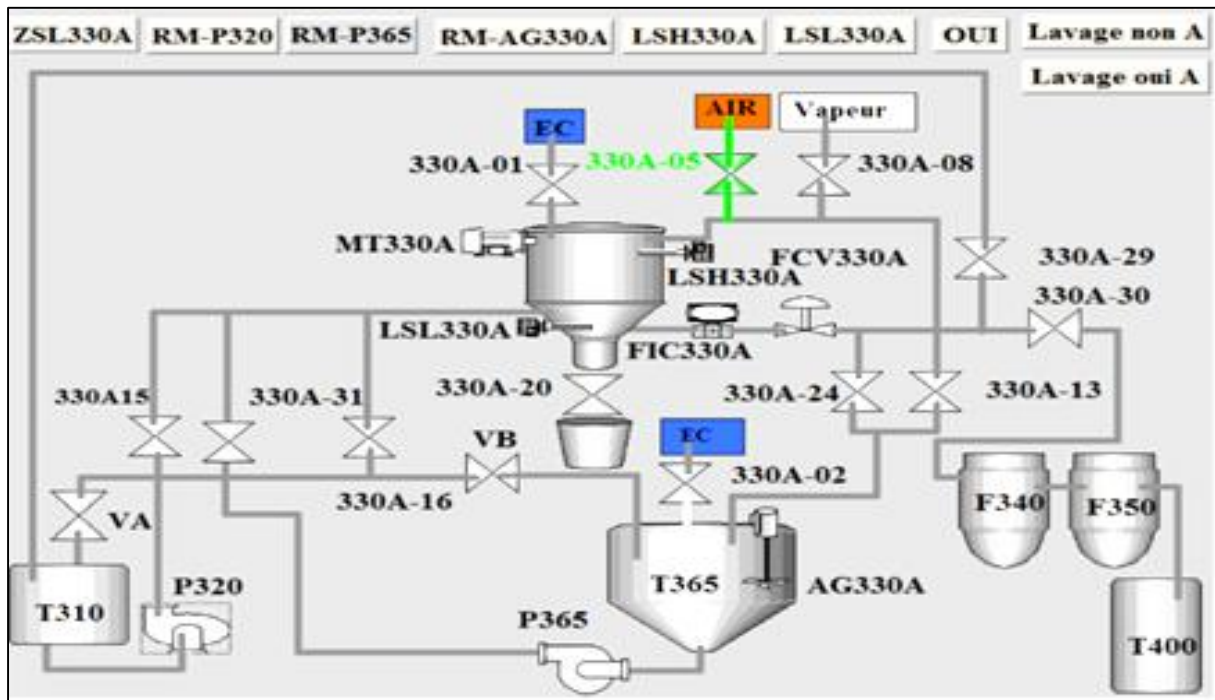 ZSL330A RM-P320 RM-P365 RM-AG330A LSH330A LSL330A OUI Lavage non A
Lavage oui A
EC AIR Vapeur
330A-01 330A-05 330A-08
MT330A LSH330A FCV330A 330A-29
330A-30
LSL330A FIC330A
330A15 330A-31 330A-20 330A-24 330A-13
VB EC
330A-16 330A-02
VA F340 F350
T310 P320 T365 AG330A
P365 T400